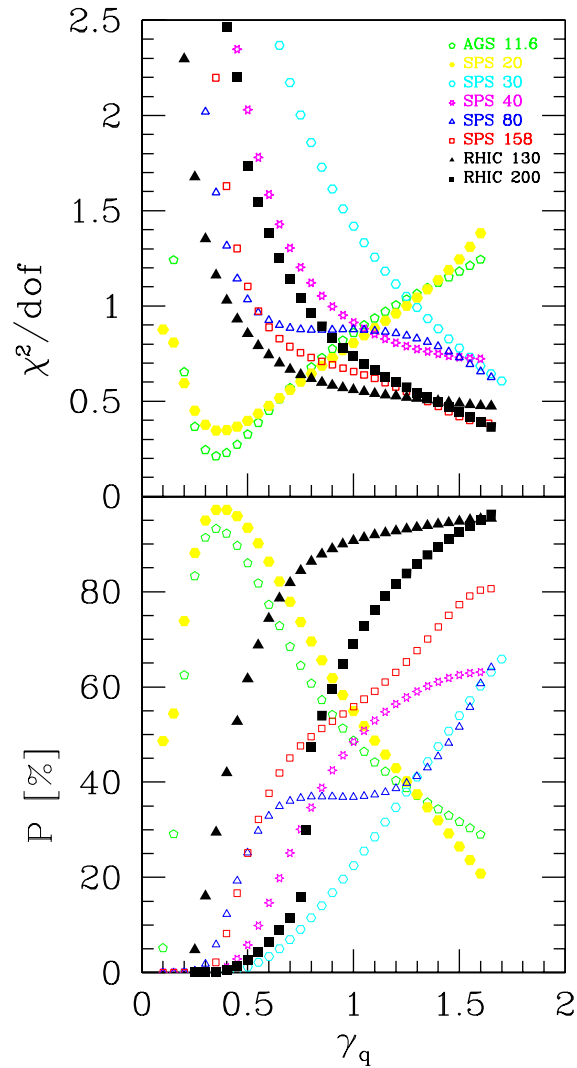 2.5
2
1.5
1
0.5
0
χ²/dof
AGS 11.6
SPS 20
SPS 30
SPS 40
SPS 80
SPS 158
RHIC 130
RHIC 200
80
60
40
20
0
P [%]
0 0.5 1 1.5 2
γq